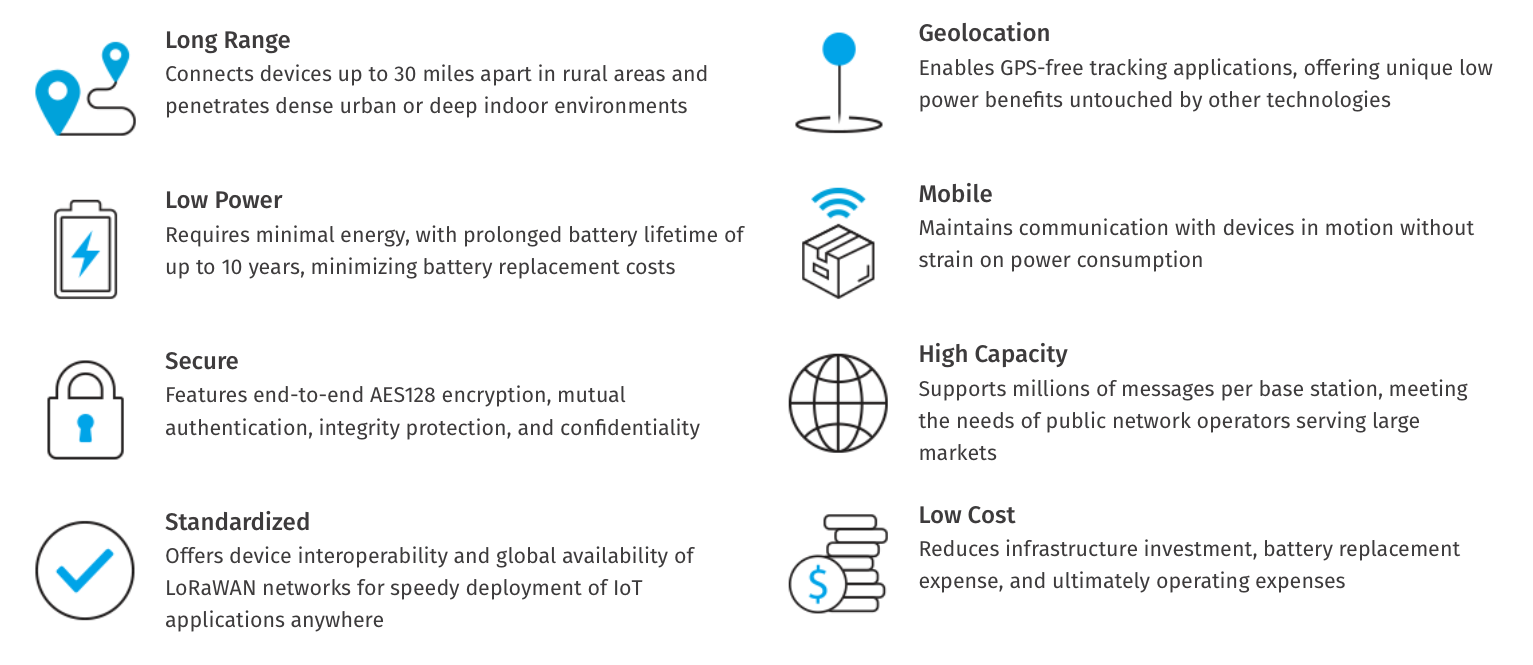 Long Range
Connects devices up to 30 miles apart in rural areas and
penetrates dense urban or deep indoor environments
Low Power
Requires minimal energy, with prolonged battery lifetime of
up to 10 years, minimizing battery replacement costs
Secure
Features end-to-end AES128 encryption, mutual
authentication, integrity protection, and confidentiality
Standardized
Offers device interoperability and global availability of
LoRaWAN networks for speedy deployment of IoT
applications anywhere
Geolocation
Enables GPS-free tracking applications, offering unique low
power benefits untouched by other technologies
Mobile
Maintains communication with devices in motion without
strain on power consumption
High Capacity
Supports millions of messages per base station, meeting
the needs of public network operators serving large
markets
$
Low Cost
Reduces infrastructure investment, battery replacement
expense, and ultimately operating expenses